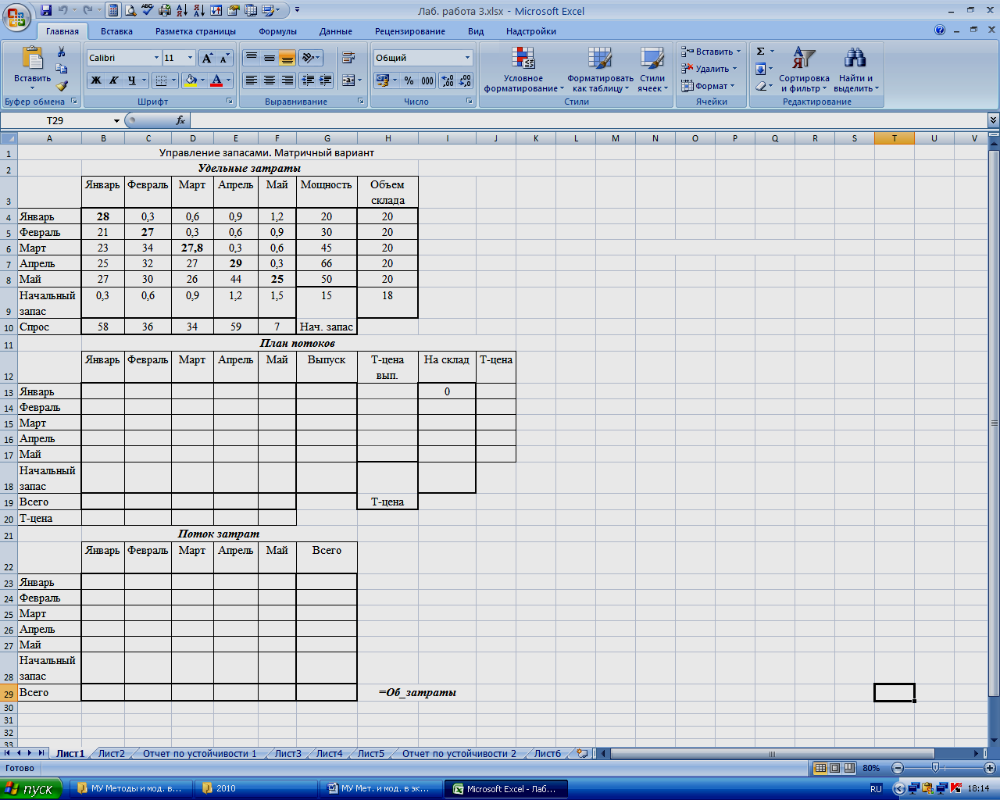 Лаб. работа 3.xlsx - Microsoft Excel
Главная Вставка Разметка страницы Формулы Данные Рецензирование Вид Надстройки
Вставить
Calibri 11
Ж К Ч
Общий
% 000
Условное форматирование
Форматировать как таблицу
Стили ячеек
Вставить
Удалить
Формат
Σ
Сортировка и фильтр
Найти и выделить
Буфер обмена Шрифт Выравнивание Число Стили Ячейки Редактирование
T29 fx
A B C D E F G H I J K L M N O P Q R S T U V
1 Управление запасами. Матричный вариант
2 Удельные затраты
3 Январь Февраль Март Апрель Май Мощность Объем склада
4 Январь 28 0,3 0,6 0,9 1,2 20 20
5 Февраль 21 27 0,3 0,6 0,9 30 20
6 Март 23 34 27,8 0,3 0,6 45 20
7 Апрель 25 32 27 29 0,3 66 20
8 Май 27 30 26 44 25 50 20
9 Начальный запас 0,3 0,6 0,9 1,2 1,5 15 18
10 Спрос 58 36 34 59 7 Нач. запас
11 План потоков
12 Январь Февраль Март Апрель Май Выпуск Т-цена вып. На склад Т-цена
13 Январь 0
14 Февраль
15 Март
16 Апрель
17 Май
18 Начальный запас
19 Всего Т-цена
20 Т-цена
21 Поток затрат
22 Январь Февраль Март Апрель Май Всего
23 Январь
24 Февраль
25 Март
26 Апрель
27 Май
28 Начальный запас
29 Всего =Об_затраты
30
31
32
33
Лист1 Лист2 Отчет по устойчивости 1 Лист3 Лист4 Лист5 Отчет по устойчивости 2 Лист6
Готово 80%
пуск МУ Методы и мод. в... 2010 МУ Мет. и мод. в эк... Microsoft Excel - Лаб... RU 18:14